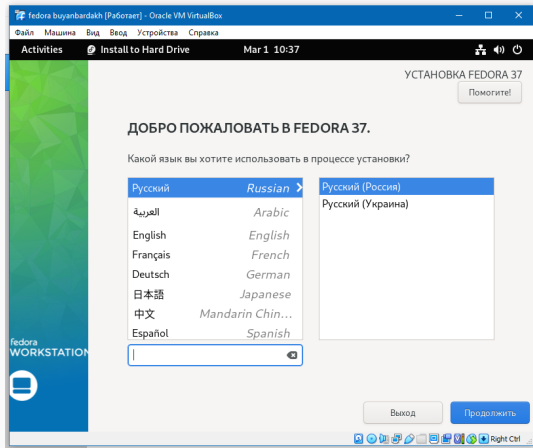 fedora buyanbardakh [Работает] - Oracle VM VirtualBox
Файл Машина Вид Ввод Устройства Справка
Activities Install to Hard Drive Mar 1 10:37
УСТАНОВКА FEDORA 37
Помогите!
ДОБРО ПОЖАЛОВАТЬ В FEDORA 37.
Какой язык вы хотите использовать в процессе установки?
Русский Russian
Русский (Россия)
العربية Arabic
Русский (Украина)
English English
Français French
Deutsch German
日本語 Japanese
中文 Mandarin Chin...
Español Spanish
fedora
WORKSTATION
Выход Продолжить
Right Ctrl